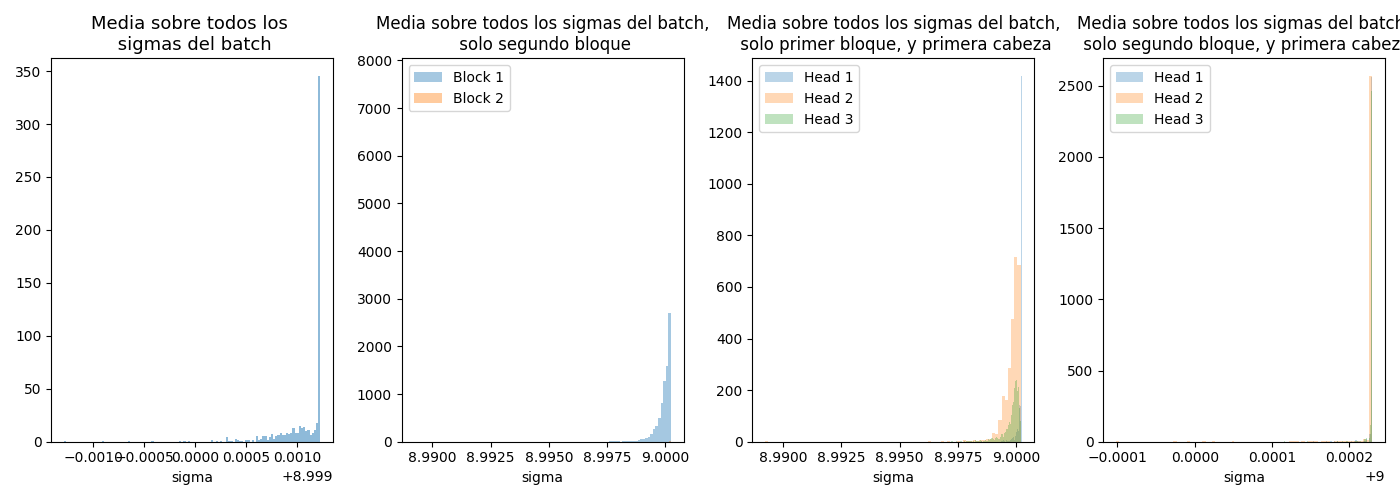 Media sobre todos los
sigmas del batch
350
300
250
200
150
100
50
0
−0.0010
−0.0005
0.0000
0.0005
0.0010
sigma
+8.999
Media sobre todos los sigmas del batch,
solo segundo bloque
Block 1
Block 2
8000
7000
6000
5000
4000
3000
2000
1000
0
8.9900
8.9925
8.9950
8.9975
9.0000
sigma
Media sobre todos los sigmas del batch,
solo primer bloque, y primera cabeza
Head 1
Head 2
Head 3
1400
1200
1000
800
600
400
200
0
8.9900
8.9925
8.9950
8.9975
9.0000
sigma
Media sobre todos los sigmas del batch
solo segundo bloque, y primera cabez
Head 1
Head 2
Head 3
2500
2000
1500
1000
500
0
−0.0001
0.0000
0.0001
0.0002
sigma
+9